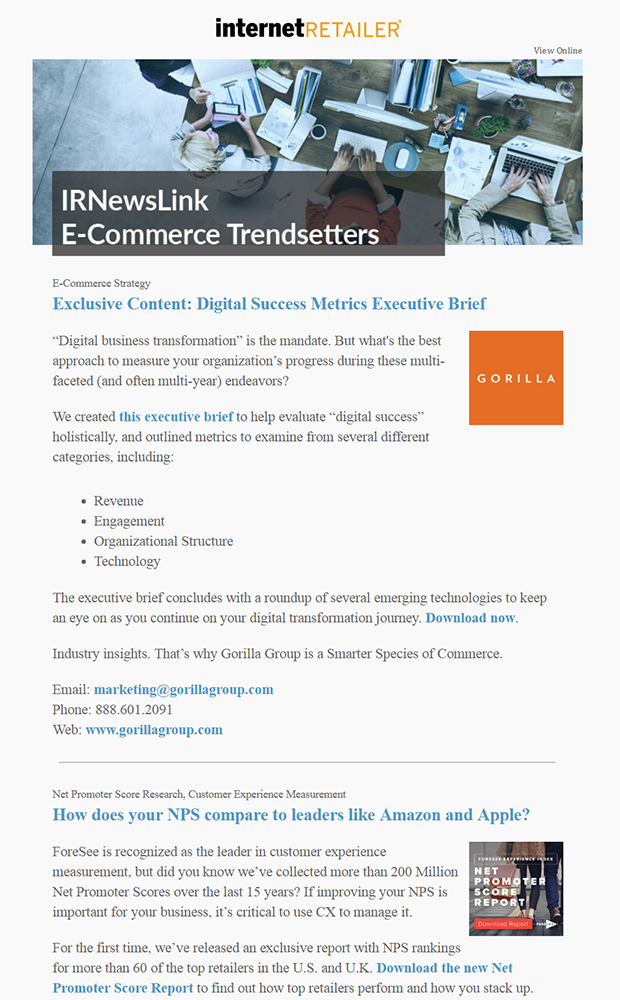 internetRETAILER®
View Online
IRNewsLink
E-Commerce Trendsetters
E-Commerce Strategy
Exclusive Content: Digital Success Metrics Executive Brief
“Digital business transformation” is the mandate. But what's the best
approach to measure your organization’s progress during these multi-
faceted (and often multi-year) endeavors?
GORILLA
We created this executive brief to help evaluate “digital success”
holistically, and outlined metrics to examine from several different
categories, including:
• Revenue
• Engagement
• Organizational Structure
• Technology
The executive brief concludes with a roundup of several emerging technologies to keep
an eye on as you continue on your digital transformation journey. Download now.
Industry insights. That’s why Gorilla Group is a Smarter Species of Commerce.
Email: marketing@gorillagroup.com
Phone: 888.601.2091
Web: www.gorillagroup.com
Net Promoter Score Research, Customer Experience Measurement
How does your NPS compare to leaders like Amazon and Apple?
ForeSee is recognized as the leader in customer experience
measurement, but did you know we’ve collected more than 200 Million
Net Promoter Scores over the last 15 years? If improving your NPS is
important for your business, it’s critical to use CX to manage it.
FORESEE EXPERIENCE INDEX
NET
PROMOTER
SCORE
REPORT
Download Report
For the first time, we’ve released an exclusive report with NPS rankings
for more than 60 of the top retailers in the U.S. and U.K. Download the new Net
Promoter Score Report to find out how top retailers perform and how you stack up.